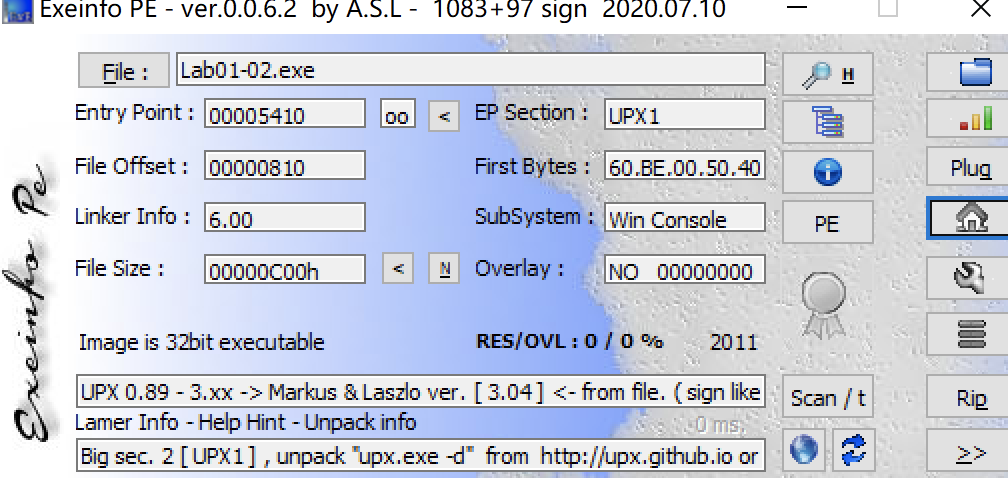 Exeinfo PE - ver.0.0.6.2 by A.S.L - 1083+97 sign 2020.07.10
File : Lab01-02.exe H
Entry Point : 00005410 oo < EP Section : UPX1
File Offset : 00000810 First Bytes : 60.BE.00.50.40 Plug
Linker Info : 6.00 SubSystem : Win Console PE
File Size : 00000C00h < N Overlay : NO 00000000
Image is 32bit executable RES/OVL : 0 / 0 % 2011
UPX 0.89 - 3.xx -> Markus & Laszlo ver. [ 3.04 ] <- from file. ( sign like Scan / t Rip
Lamer Info - Help Hint - Unpack info 0 ms.
Big sec. 2 [ UPX1 ] , unpack "upx.exe -d" from http://upx.github.io or >>
Exeinfo Pe